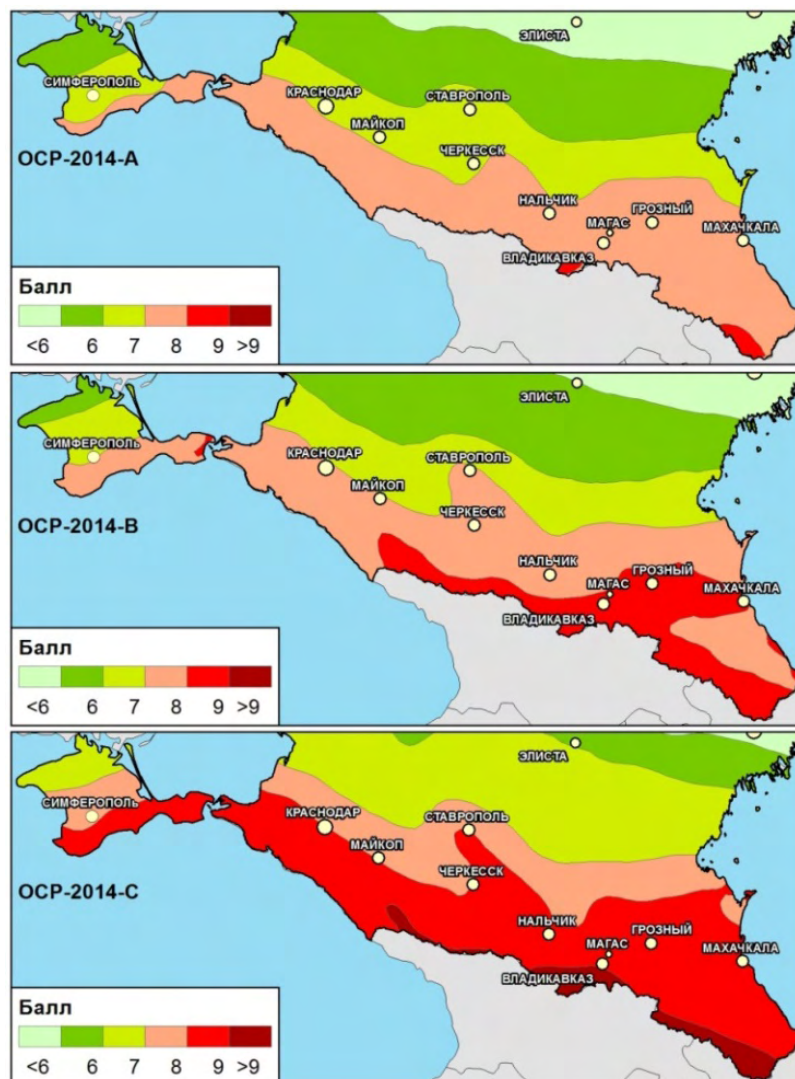 ЭЛИСТА
СИМФЕРОПОЛЬ
КРАСНОДАР
СТАВРОПОЛЬ
МАЙКОП
ЧЕРКЕССК
ОСР-2014-А
НАЛЬЧИК
ГРОЗНЫЙ
МАГАС
МАХАЧКАЛА
ВЛАДИКАВКАЗ
Балл
<6 6 7 8 9 >9
ЭЛИСТА
СИМФЕРОПОЛЬ
КРАСНОДАР
СТАВРОПОЛЬ
МАЙКОП
ЧЕРКЕССК
ОСР-2014-В
НАЛЬЧИК
ГРОЗНЫЙ
МАГАС
МАХАЧКАЛА
ВЛАДИКАВКАЗ
Балл
<6 6 7 8 9 >9
ЭЛИСТА
СИМФЕРОПОЛЬ
КРАСНОДАР
СТАВРОПОЛЬ
МАЙКОП
ЧЕРКЕССК
ОСР-2014-С
НАЛЬЧИК
ГРОЗНЫЙ
МАГАС
МАХАЧКАЛА
ВЛАДИКАВКАЗ
Балл
<6 6 7 8 9 >9